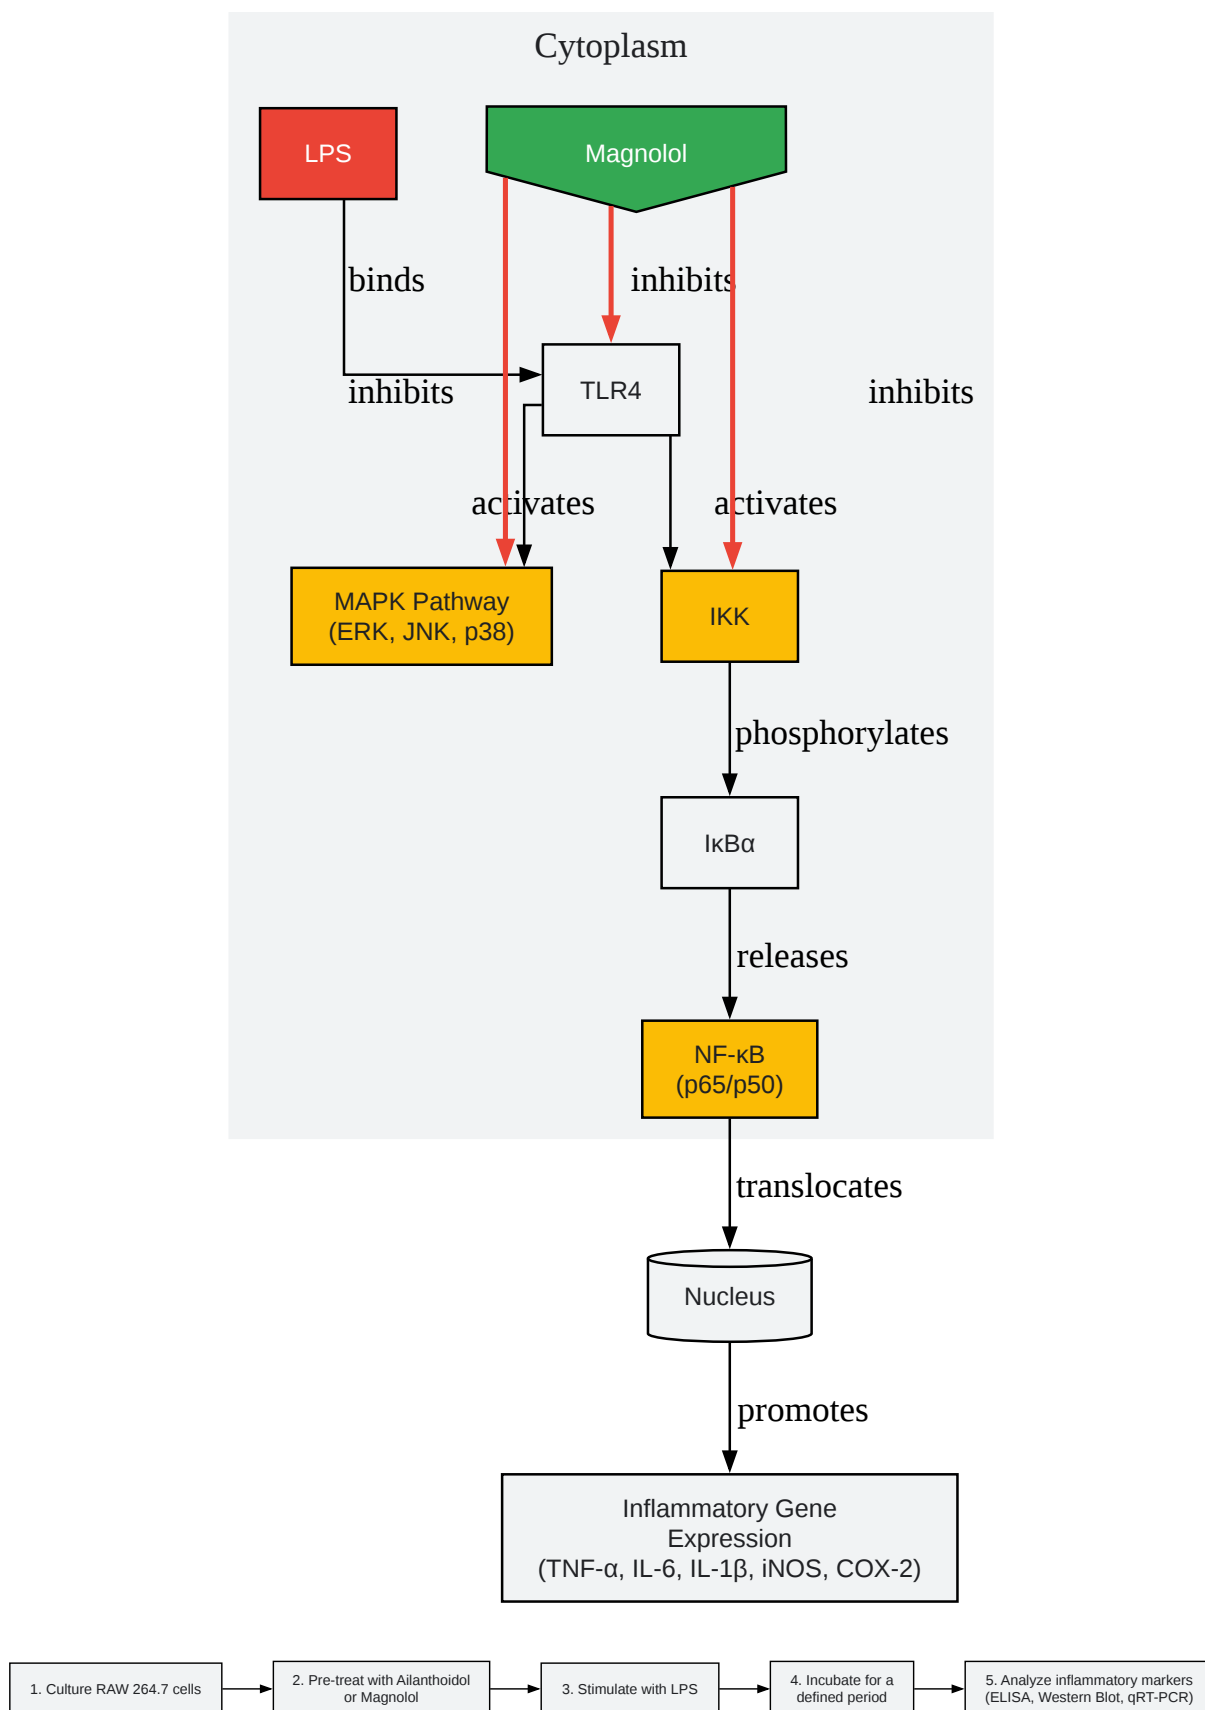 Cytoplasm
LPS
Magnolol
binds
inhibits
TLR4
inhibits
inhibits
activates
activates
MAPK Pathway
(ERK, JNK, p38)
IKK
phosphorylates
IκBα
releases
NF-κB
(p65/p50)
translocates
Nucleus
promotes
Inflammatory Gene
Expression
(TNF-α, IL-6, IL-1β, iNOS, COX-2)
1. Culture RAW 264.7 cells
2. Pre-treat with Ailanthoidol
or Magnolol
3. Stimulate with LPS
4. Incubate for a
defined period
5. Analyze inflammatory markers
(ELISA, Western Blot, qRT-PCR)